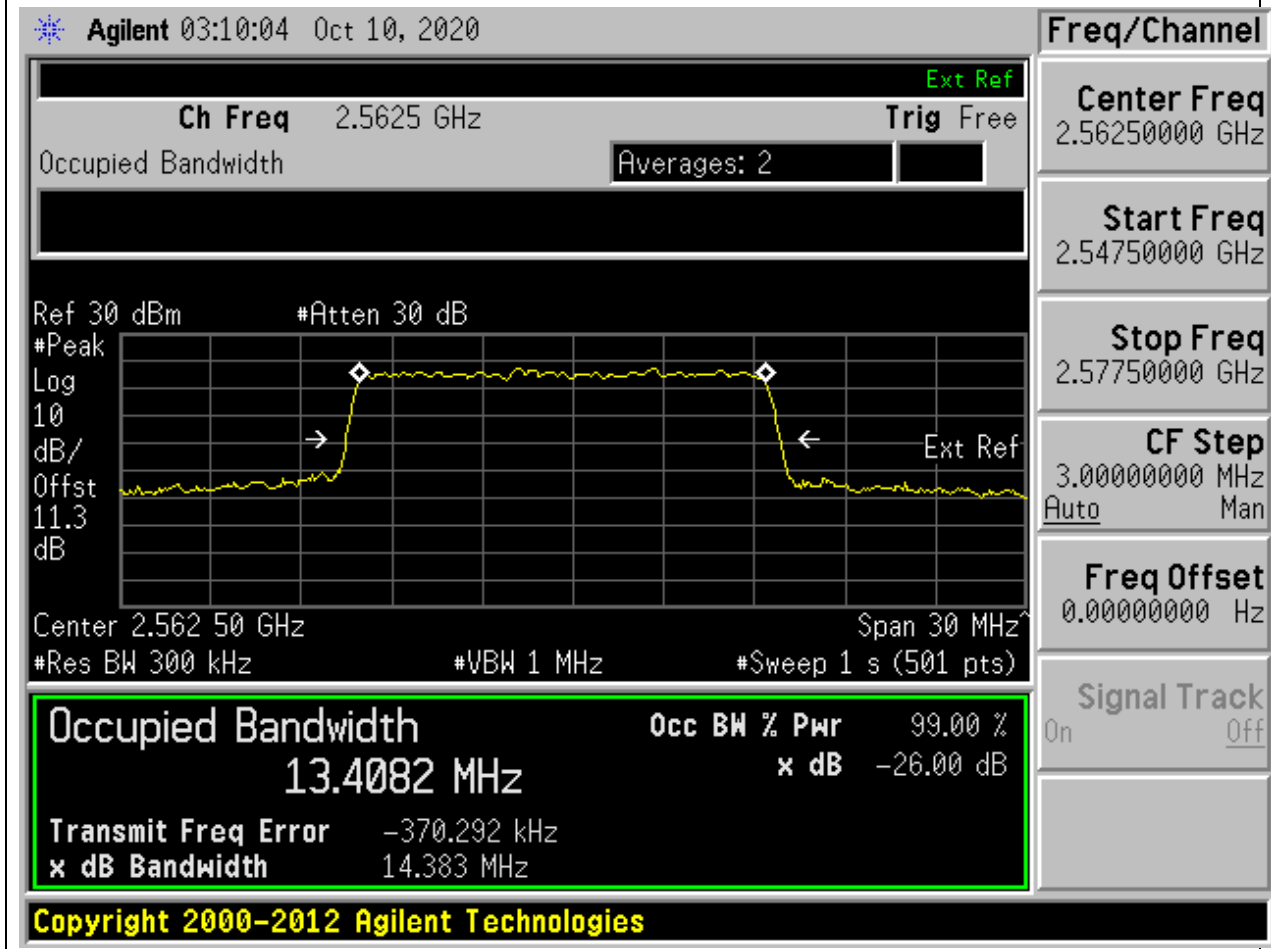 Agilent 03:10:04 Oct 10, 2020
Freq/Channel
Ext Ref
Ch Freq 2.5625 GHz Trig Free
Occupied Bandwidth Averages: 2
Center Freq
2.56250000 GHz
Start Freq
2.54750000 GHz
Stop Freq
2.57750000 GHz
CF Step
3.00000000 MHz
Auto Man
Freq Offset
0.00000000 Hz
Signal Track
On Off
Ref 30 dBm #Atten 30 dB
#Peak
Log
10
dB/
Offst
11.3
dB
Ext Ref
Center 2.562 50 GHz Span 30 MHz^
#Res BW 300 kHz #VBW 1 MHz #Sweep 1 s (501 pts)
Occupied Bandwidth
13.4082 MHz
Occ BW % Pwr 99.00 %
x dB -26.00 dB
Transmit Freq Error -370.292 kHz
x dB Bandwidth 14.383 MHz
Copyright 2000-2012 Agilent Technologies